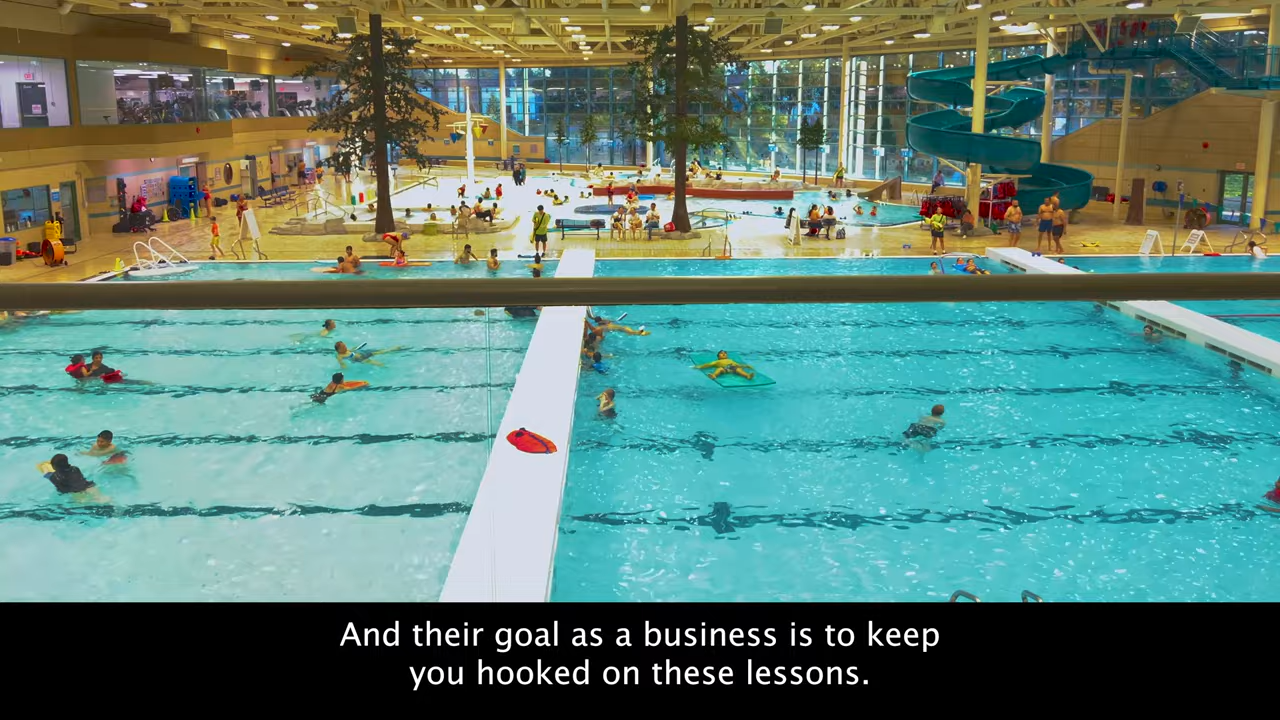 And their goal as a business is to keep
you hooked on these lessons.